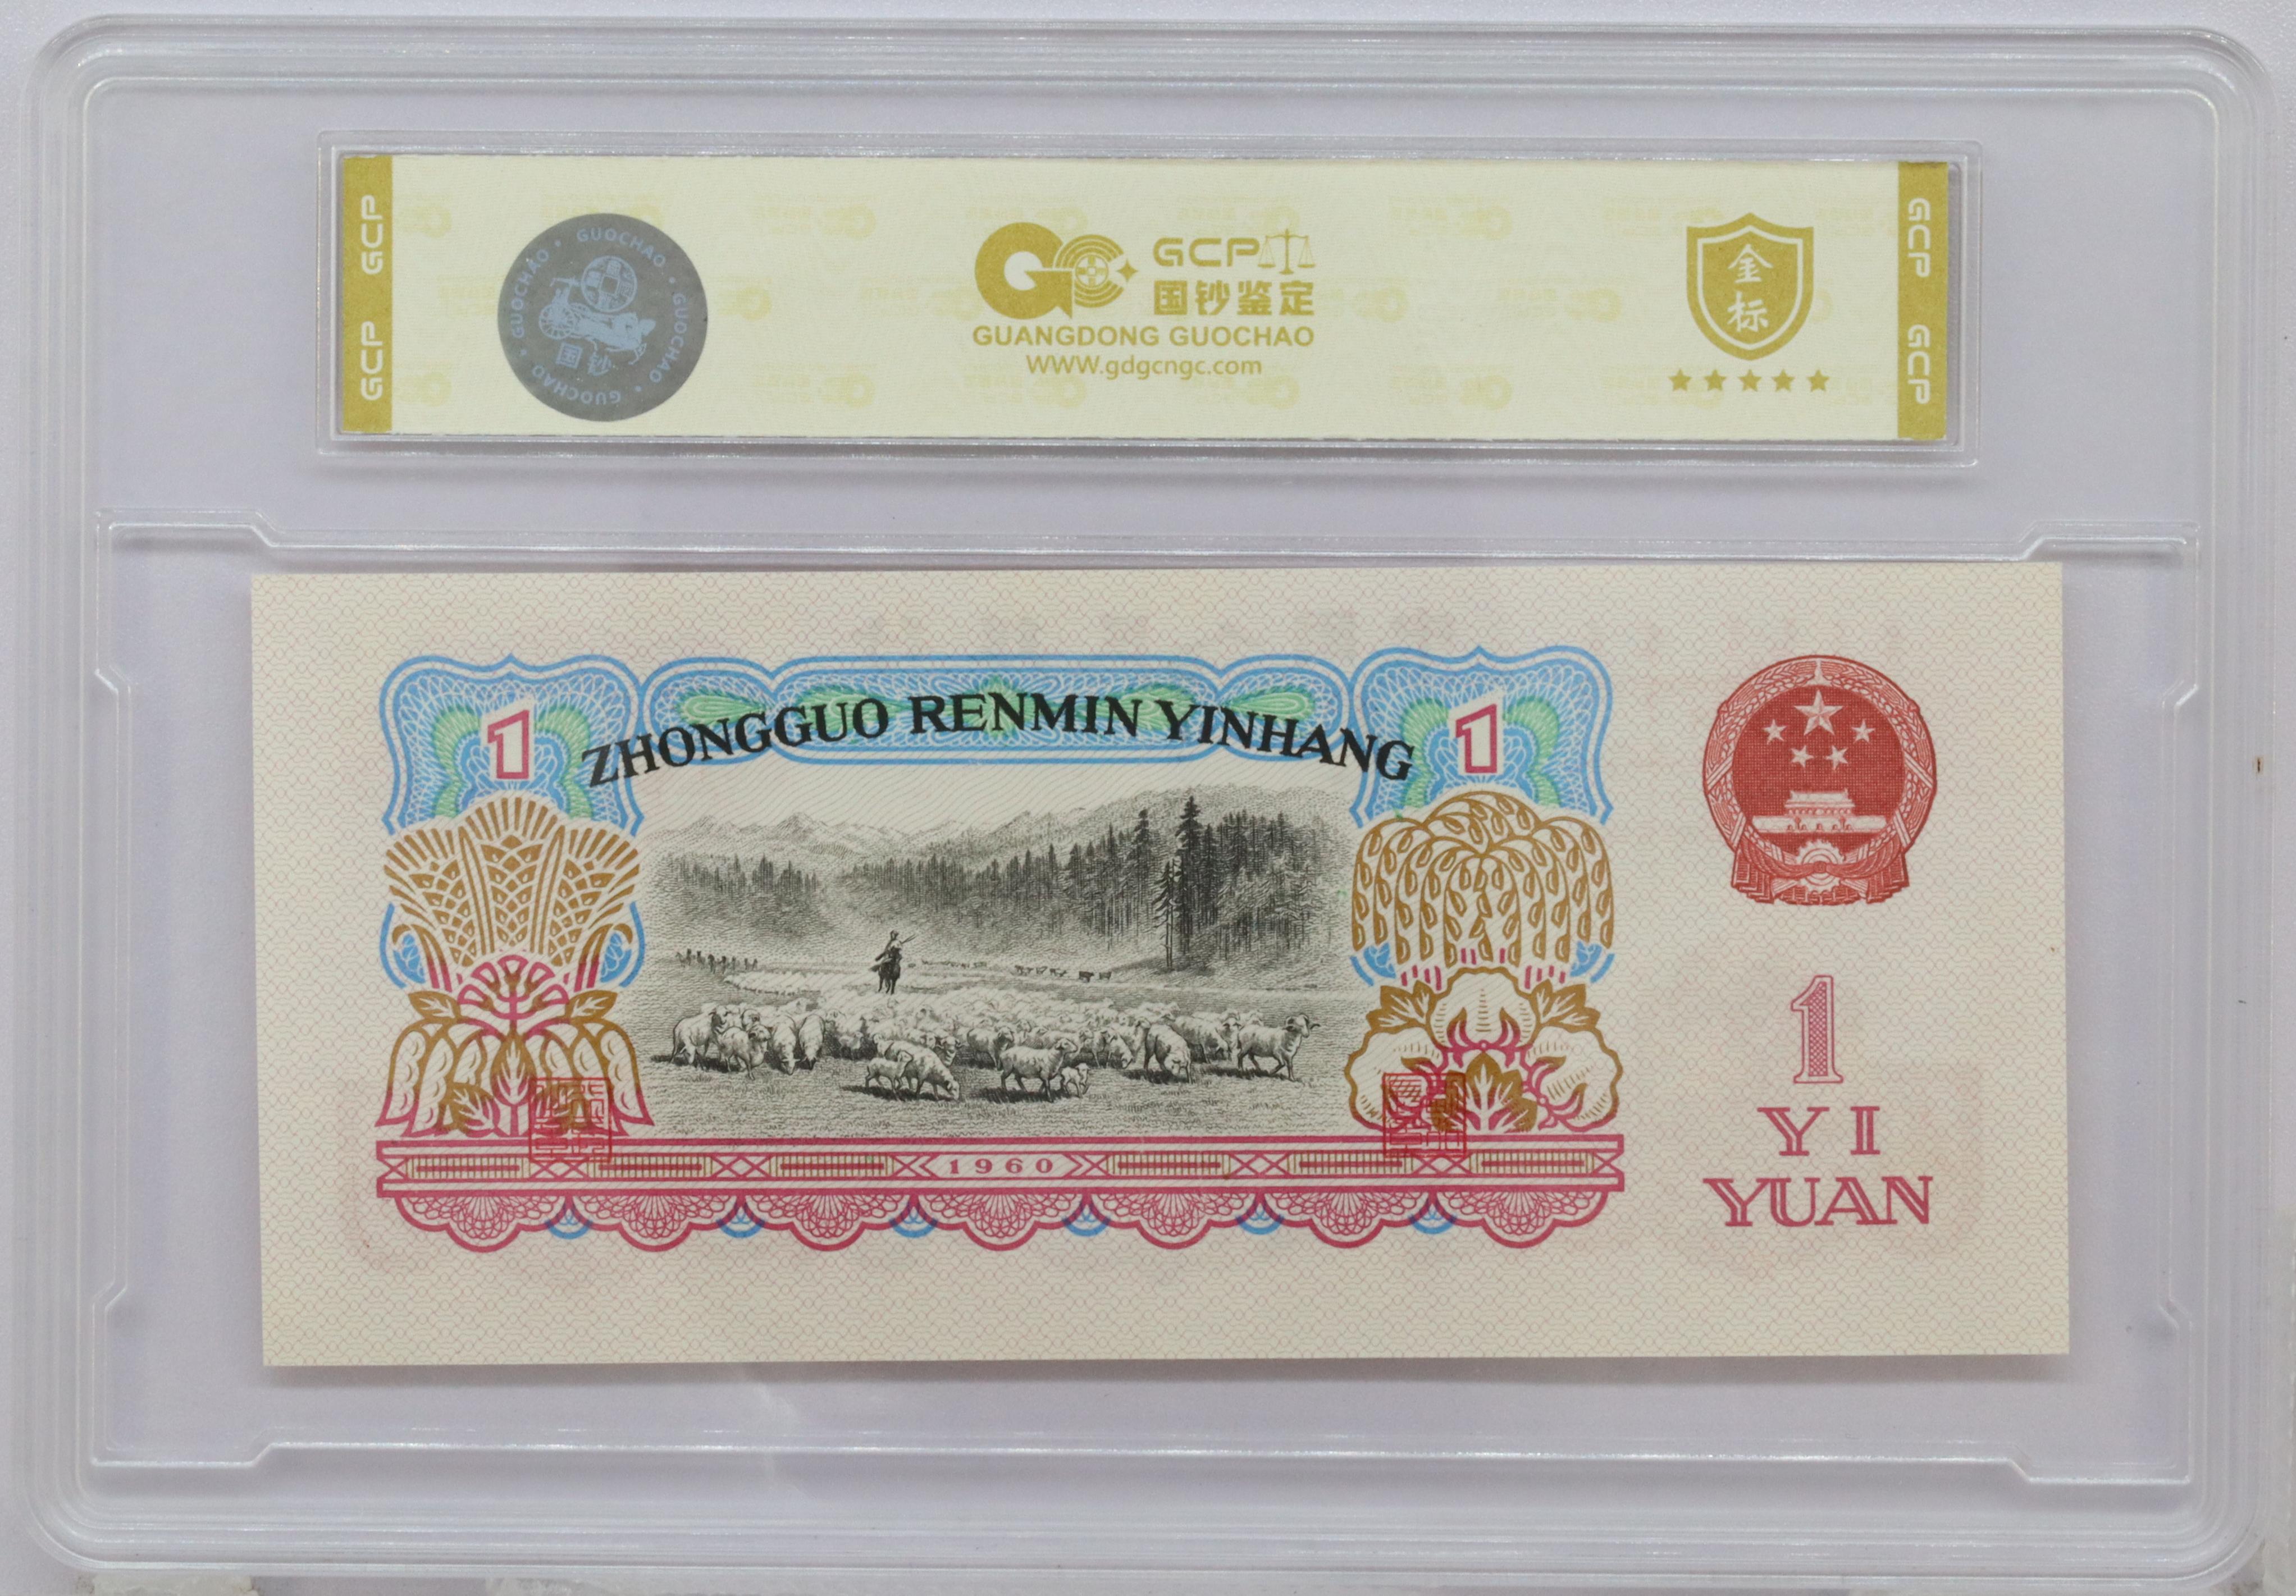 GCP GCP
GUOCHAO · GUOCHAO · GUOCHAO · GUOCHAO
国钞
GCP
国钞鉴定
GUANGDONG GUOCHAO
WWW.gdgcngc.com
金
标
GCP GCP
ZHONGGUO RENMIN YINHANG
1
1
1960
1
YI
YUAN